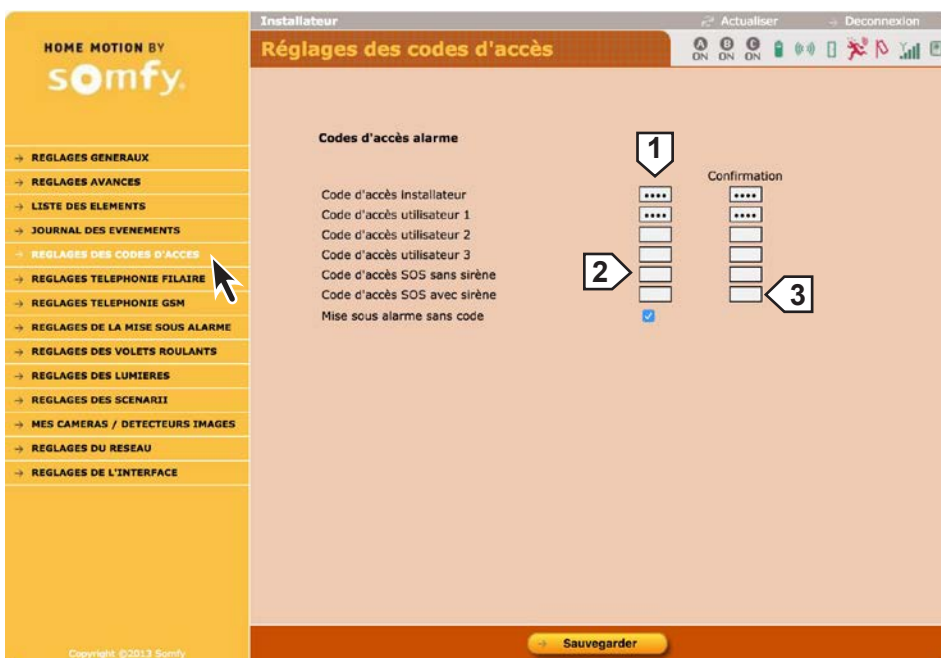 Installateur
Actualiser
Deconnexion
HOME MOTION BY
somfy.
Réglages des codes d'accès
A B C
ON ON ON
Codes d'accès alarme
1
Confirmation
Code d'accès installateur
Code d'accès utilisateur 1
Code d'accès utilisateur 2
Code d'accès utilisateur 3
Code d'accès SOS sans sirène
2
Code d'accès SOS avec sirène
3
Mise sous alarme sans code
REGLAGES GENERAUX
REGLAGES AVANCES
LISTE DES ELEMENTS
JOURNAL DES EVENEMENTS
REGLAGES DES CODES D'ACCES
REGLAGES TELEPHONIE FILAIRE
REGLAGES TELEPHONIE GSM
REGLAGES DE LA MISE SOUS ALARME
REGLAGES DES VOLETS ROULANTS
REGLAGES DES LUMIERES
REGLAGES DES SCENARII
MES CAMERAS / DETECTEURS IMAGES
REGLAGES DU RESEAU
REGLAGES DE L'INTERFACE
Sauvegarder
Copyright ©2013 Somfy